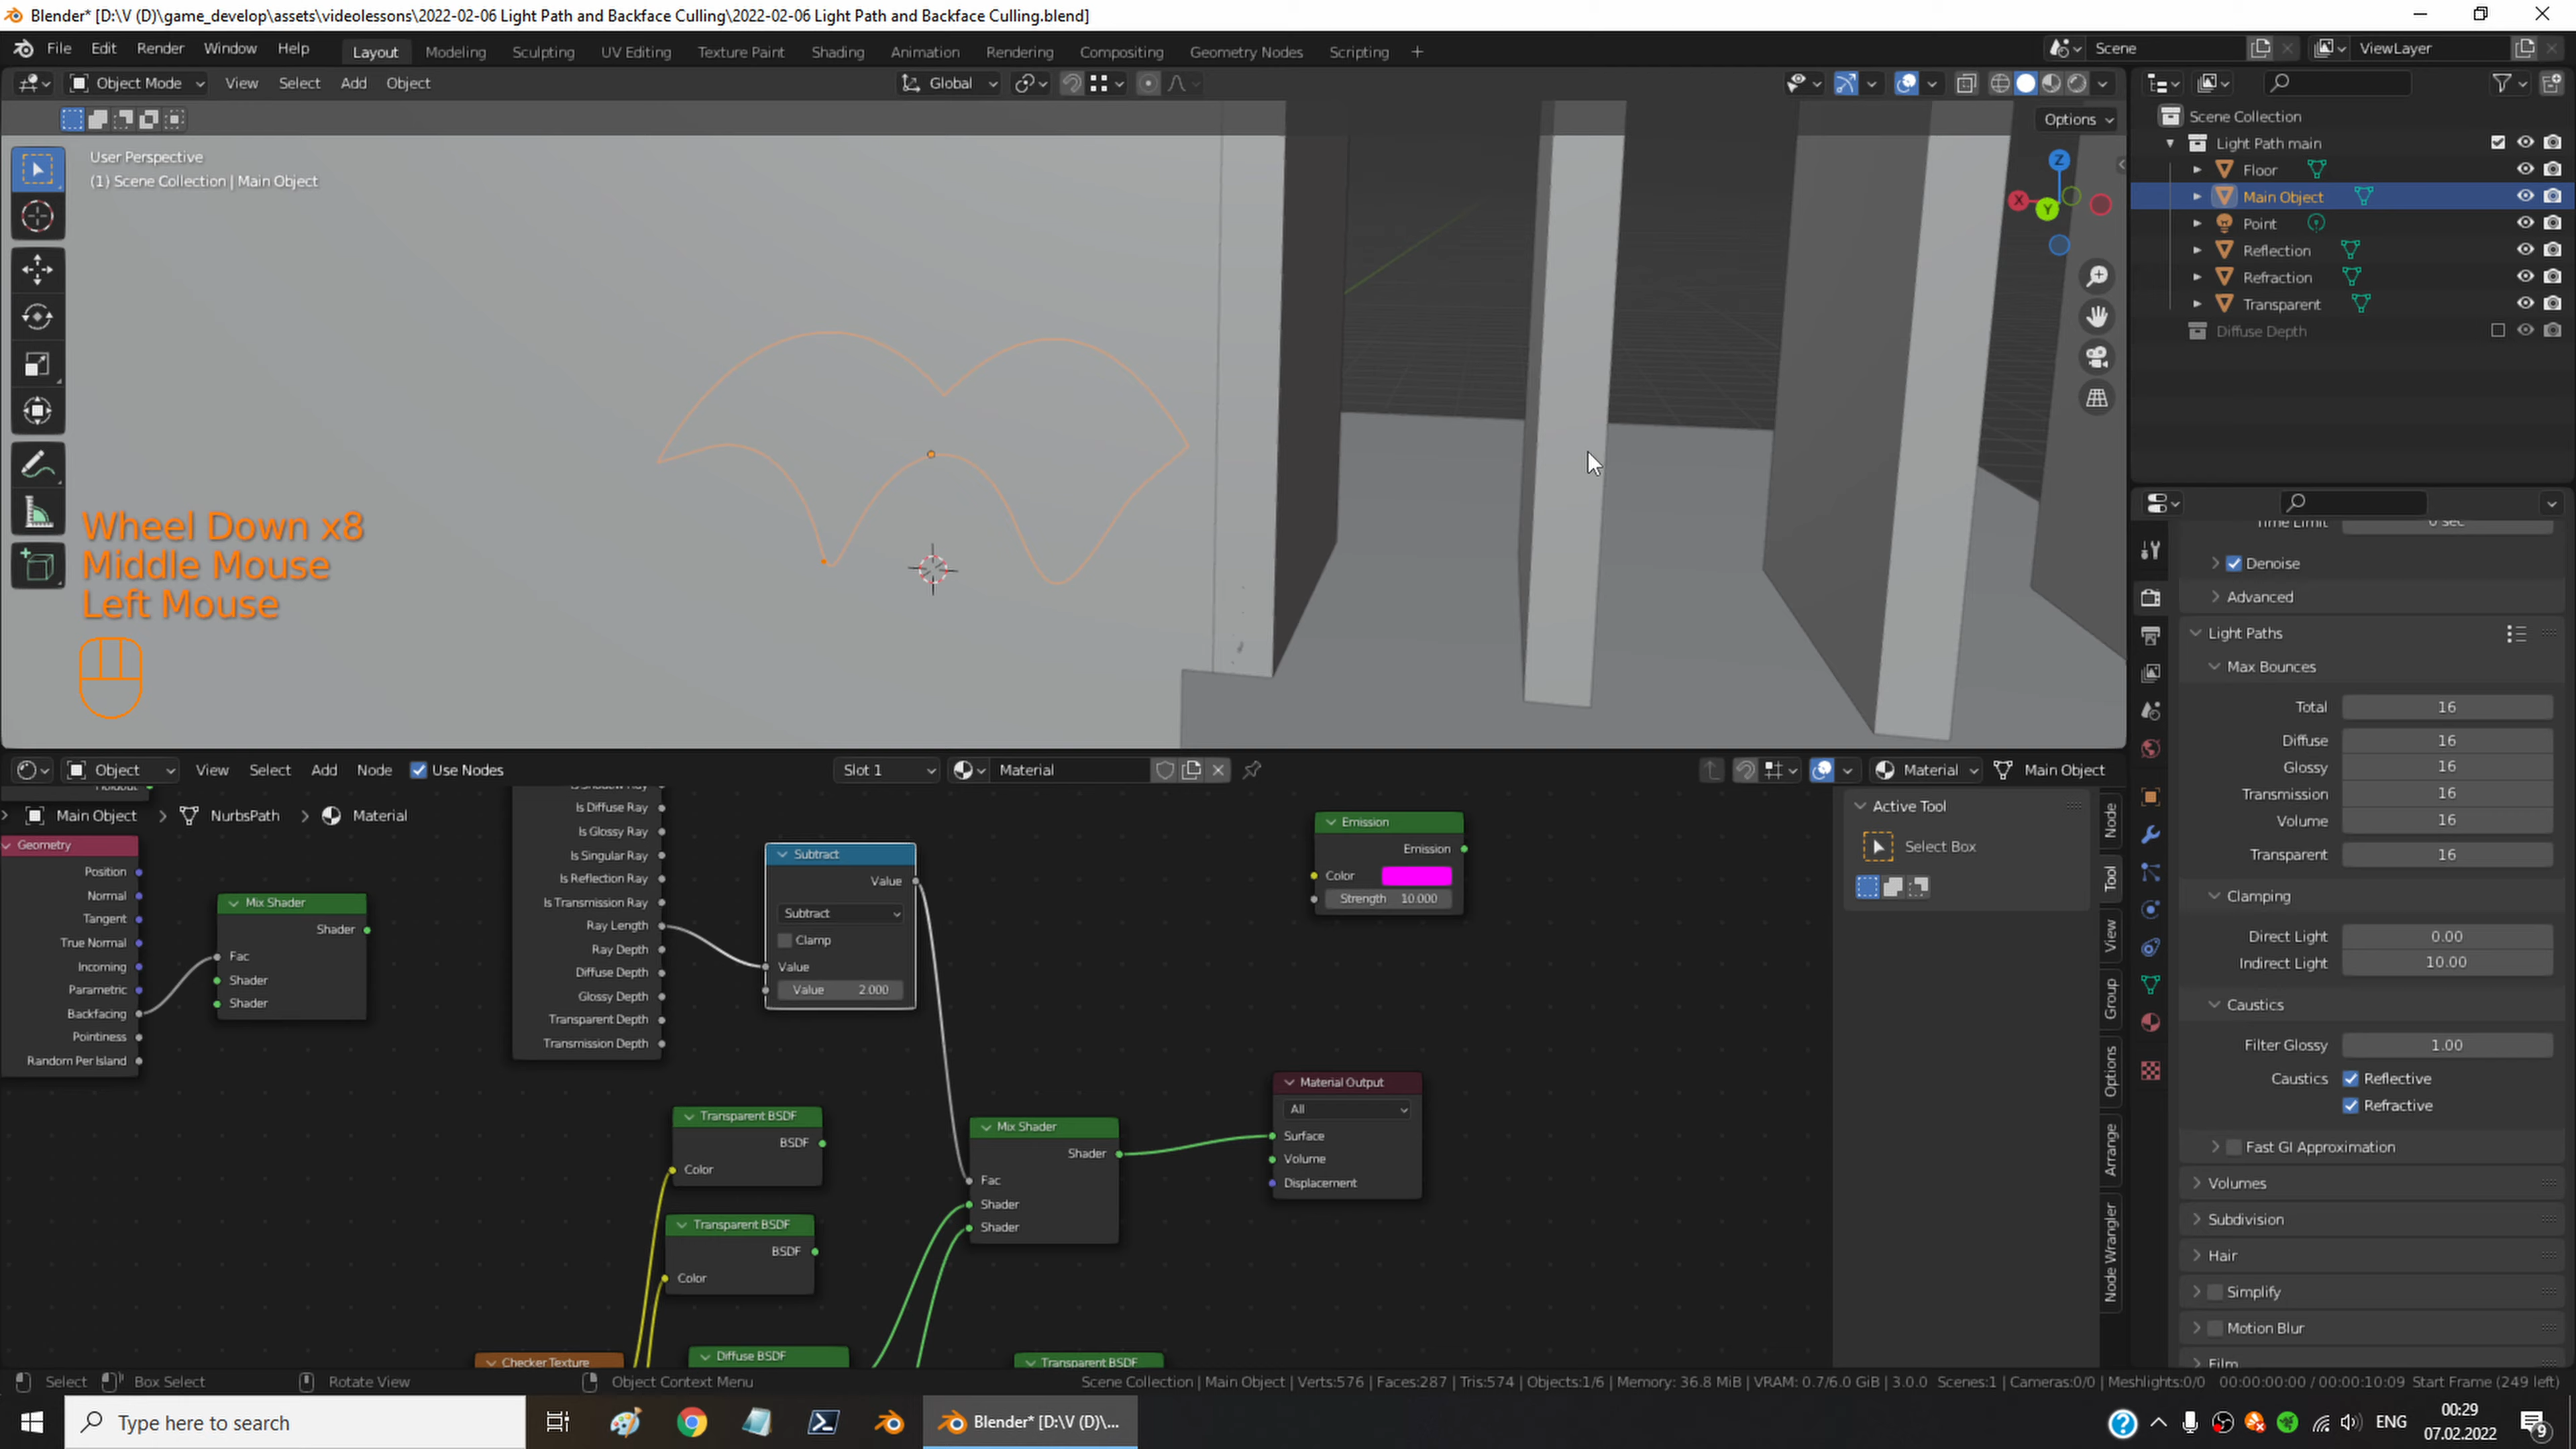 Blender* [D:\V (D)\game_develop\assets\videolessons\2022-02-06 Light Path and Backface Culling\2022-02-06 Light Path and Backface Culling.blend]
File Edit Render Window Help Layout Modeling Sculpting UV Editing Texture Paint Shading Animation Rendering Compositing Geometry Nodes Scripting + Scene ViewLayer
Object Mode View Select Add Object Global
Options
User Perspective
(1) Scene Collection | Main Object
Z
X
Y
Wheel Down x8
Middle Mouse
Left Mouse
Scene Collection
Light Path main
Floor
Main Object
Point
Reflection
Refraction
Transparent
Diffuse Depth
Time Limit 0 sec
Denoise
Advanced
Light Paths
Max Bounces
Total 16
Diffuse 16
Glossy 16
Transmission 16
Volume 16
Transparent 16
Clamping
Direct Light 0.00
Indirect Light 10.00
Caustics
Filter Glossy 1.00
Caustics Reflective
Refractive
Fast GI Approximation
Volumes
Subdivision
Hair
Simplify
Motion Blur
Film
Object View Select Add Node Use Nodes Slot 1 Material Material Main Object
Holdout
Main Object NurbsPath Material
Geometry
Position
Normal
Tangent
True Normal
Incoming
Parametric
Backfacing
Pointiness
Random Per Island
Mix Shader
Shader
Fac
Shader
Shader
Is Shadow Ray
Is Diffuse Ray
Is Glossy Ray
Is Singular Ray
Is Reflection Ray
Is Transmission Ray
Ray Length
Ray Depth
Diffuse Depth
Glossy Depth
Transparent Depth
Transmission Depth
Subtract
Value
Subtract
Clamp
Value
Value 2.000
Emission
Emission
Color
Strength 10.000
Transparent BSDF
BSDF
Color
Transparent BSDF
BSDF
Color
Mix Shader
Shader
Fac
Shader
Shader
Material Output
All
Surface
Volume
Displacement
Checker Texture
Diffuse BSDF
Transparent BSDF
Active Tool
Select Box
Node
Tool
View
Group
Options
Arrange
Node Wrangler
Select Box Select Rotate View Object Context Menu Scene Collection | Main Object | Verts:576 | Faces:287 | Tris:574 | Objects:1/6 | Memory: 36.8 MiB | VRAM: 0.7/6.0 GiB | 3.0.0 Scenes:1 | Cameras:0/0 | Meshlights:0/0 00:00:00:00 / 00:00:10:09 Start Frame (249 left)
Type here to search Blender* [D:\V (D)\... ENG 00:29
07.02.2022 9